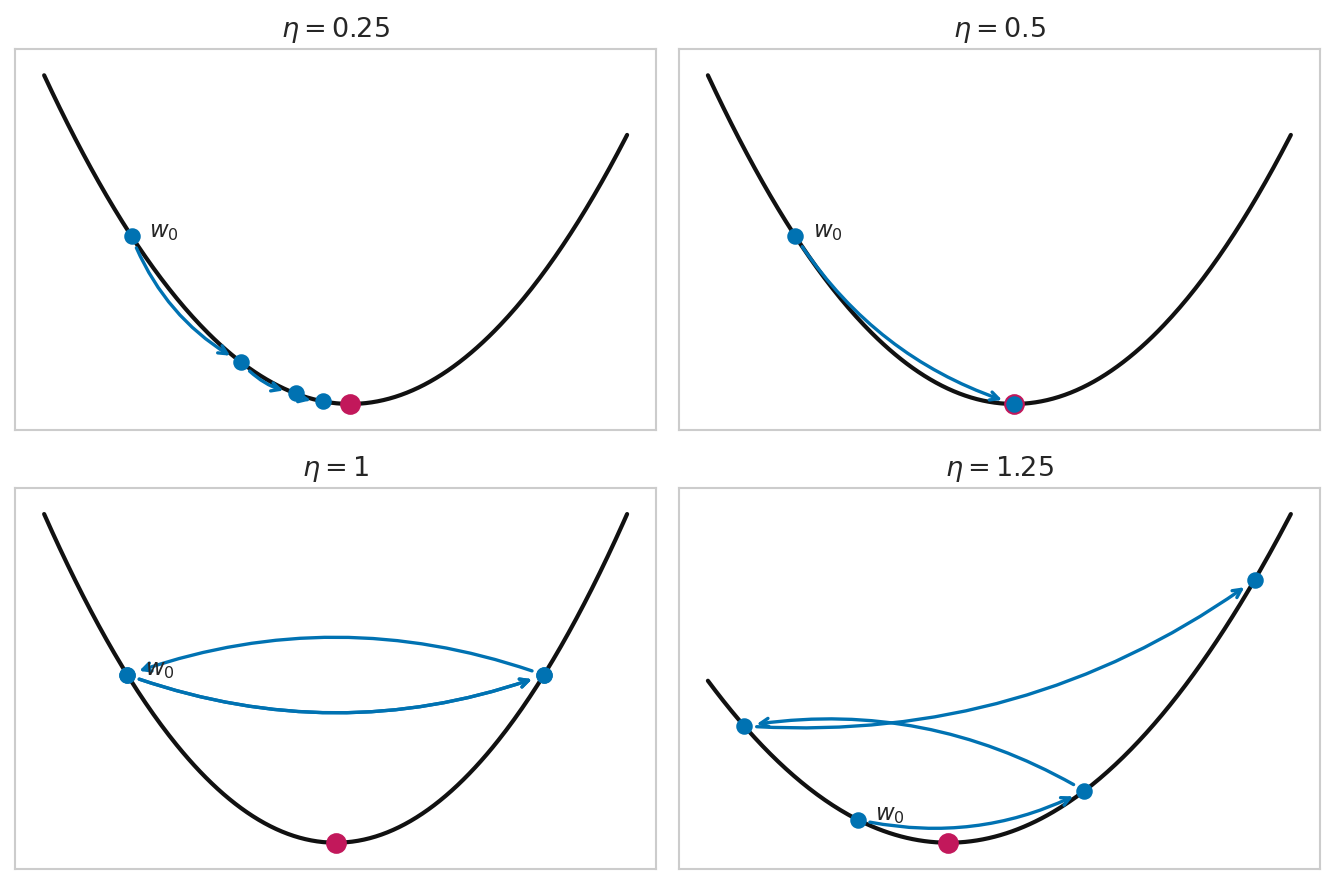 η = 0.25
η = 0.5
w₀
w₀
η = 1
η = 1.25
w₀
w₀